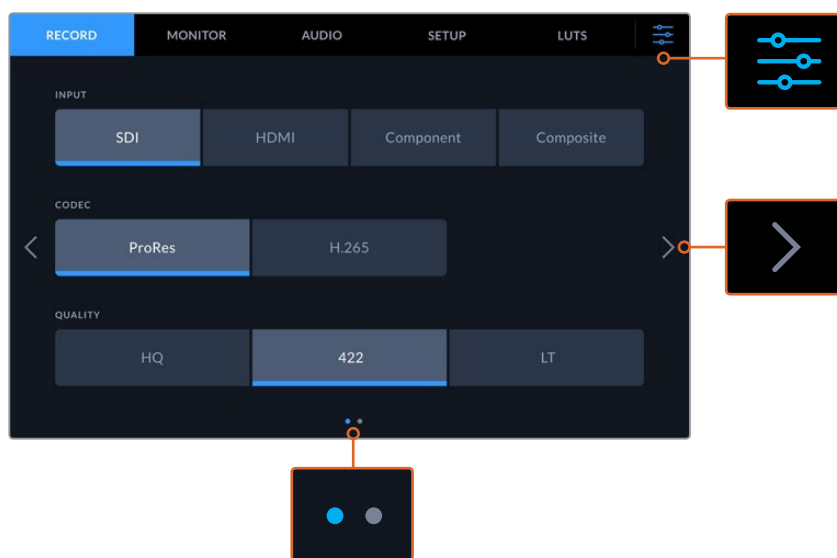 RECORD MONITOR AUDIO SETUP LUTS
INPUT
SDI HDMI Component Composite
CODEC
ProRes H.265
QUALITY
HQ 422 LT